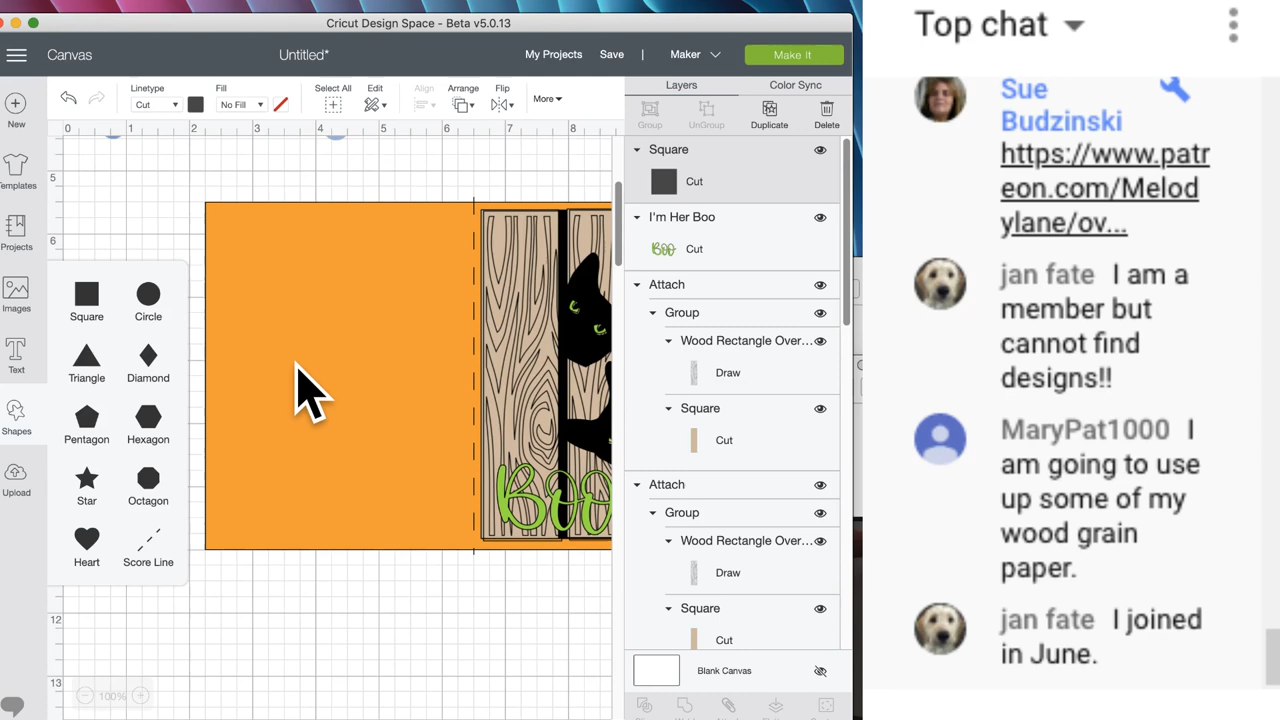 Cricut Design Space - Beta v5.0.13
Canvas
Untitled*
My Projects
Save
|
Maker
Make It
New
Templates
Projects
Images
Text
Shapes
Upload
Linetype
Cut
Fill
No Fill
Select All
Edit
Align
Arrange
Flip
More
0 1 2 3 4 5 6 7 8
5
6
12
13
Square
Circle
Triangle
Diamond
Pentagon
Hexagon
Star
Octagon
Heart
Score Line
Boo
100%
Layers
Color Sync
Group
UnGroup
Duplicate
Delete
Square
Cut
I'm Her Boo
Boo
Cut
Attach
Group
Wood Rectangle Over...
Draw
Square
Cut
Attach
Group
Wood Rectangle Over...
Draw
Square
Cut
Blank Canvas
Top chat
Sue
Budzinski
https://www.patr
eon.com/Melod
ylane/ov...
jan fate I am a
member but
cannot find
designs!!
MaryPat1000 I
am going to use
up some of my
wood grain
paper.
jan fate I joined
in June.